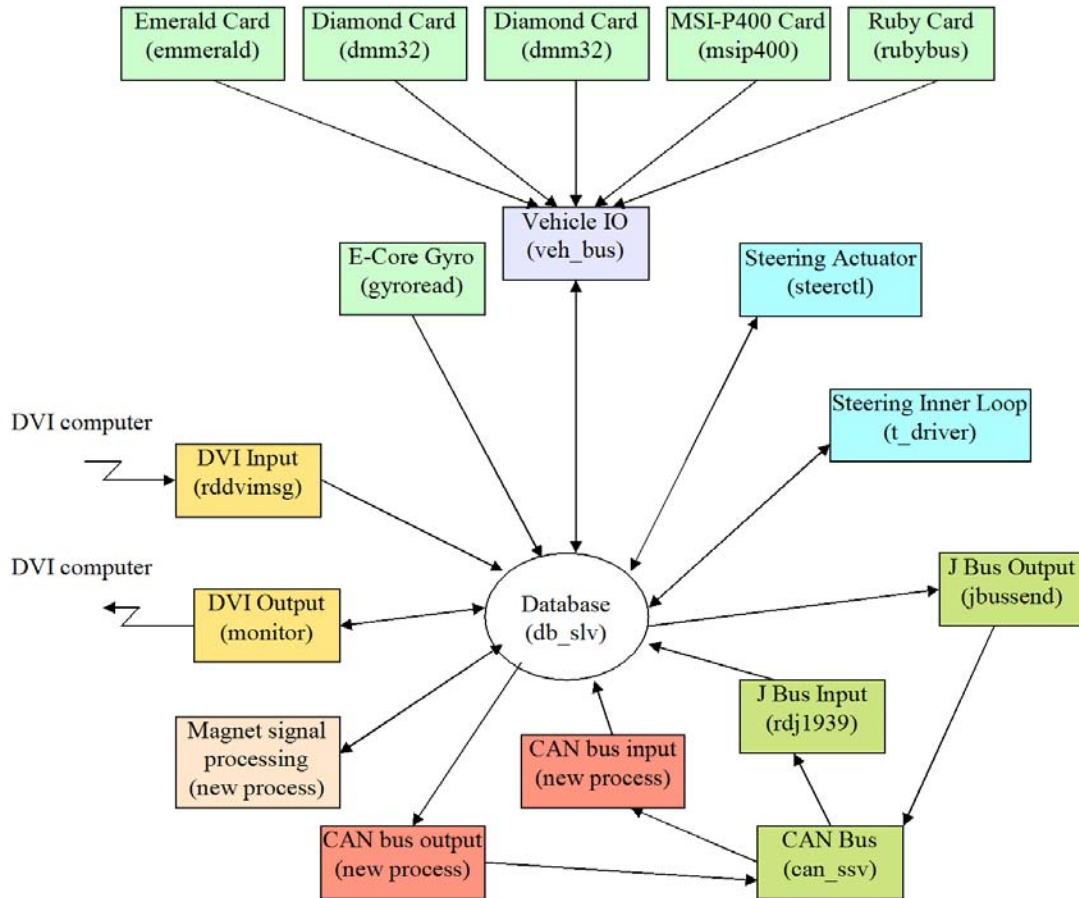 Emerald Card
(emmerald)
Diamond Card
(dmm32)
Diamond Card
(dmm32)
MSI-P400 Card
(msip400)
Ruby Card
(rubybus)
Vehicle IO
(veh_bus)
E-Core Gyro
(gyroread)
Steering Actuator
(steerctl)
Steering Inner Loop
(t_driver)
DVI computer
DVI Input
(rddvimsg)
DVI computer
DVI Output
(monitor)
Database
(db_slv)
J Bus Output
(jbussend)
J Bus Input
(rdj1939)
Magnet signal
processing
(new process)
CAN bus input
(new process)
CAN bus output
(new process)
CAN Bus
(can_ssv)